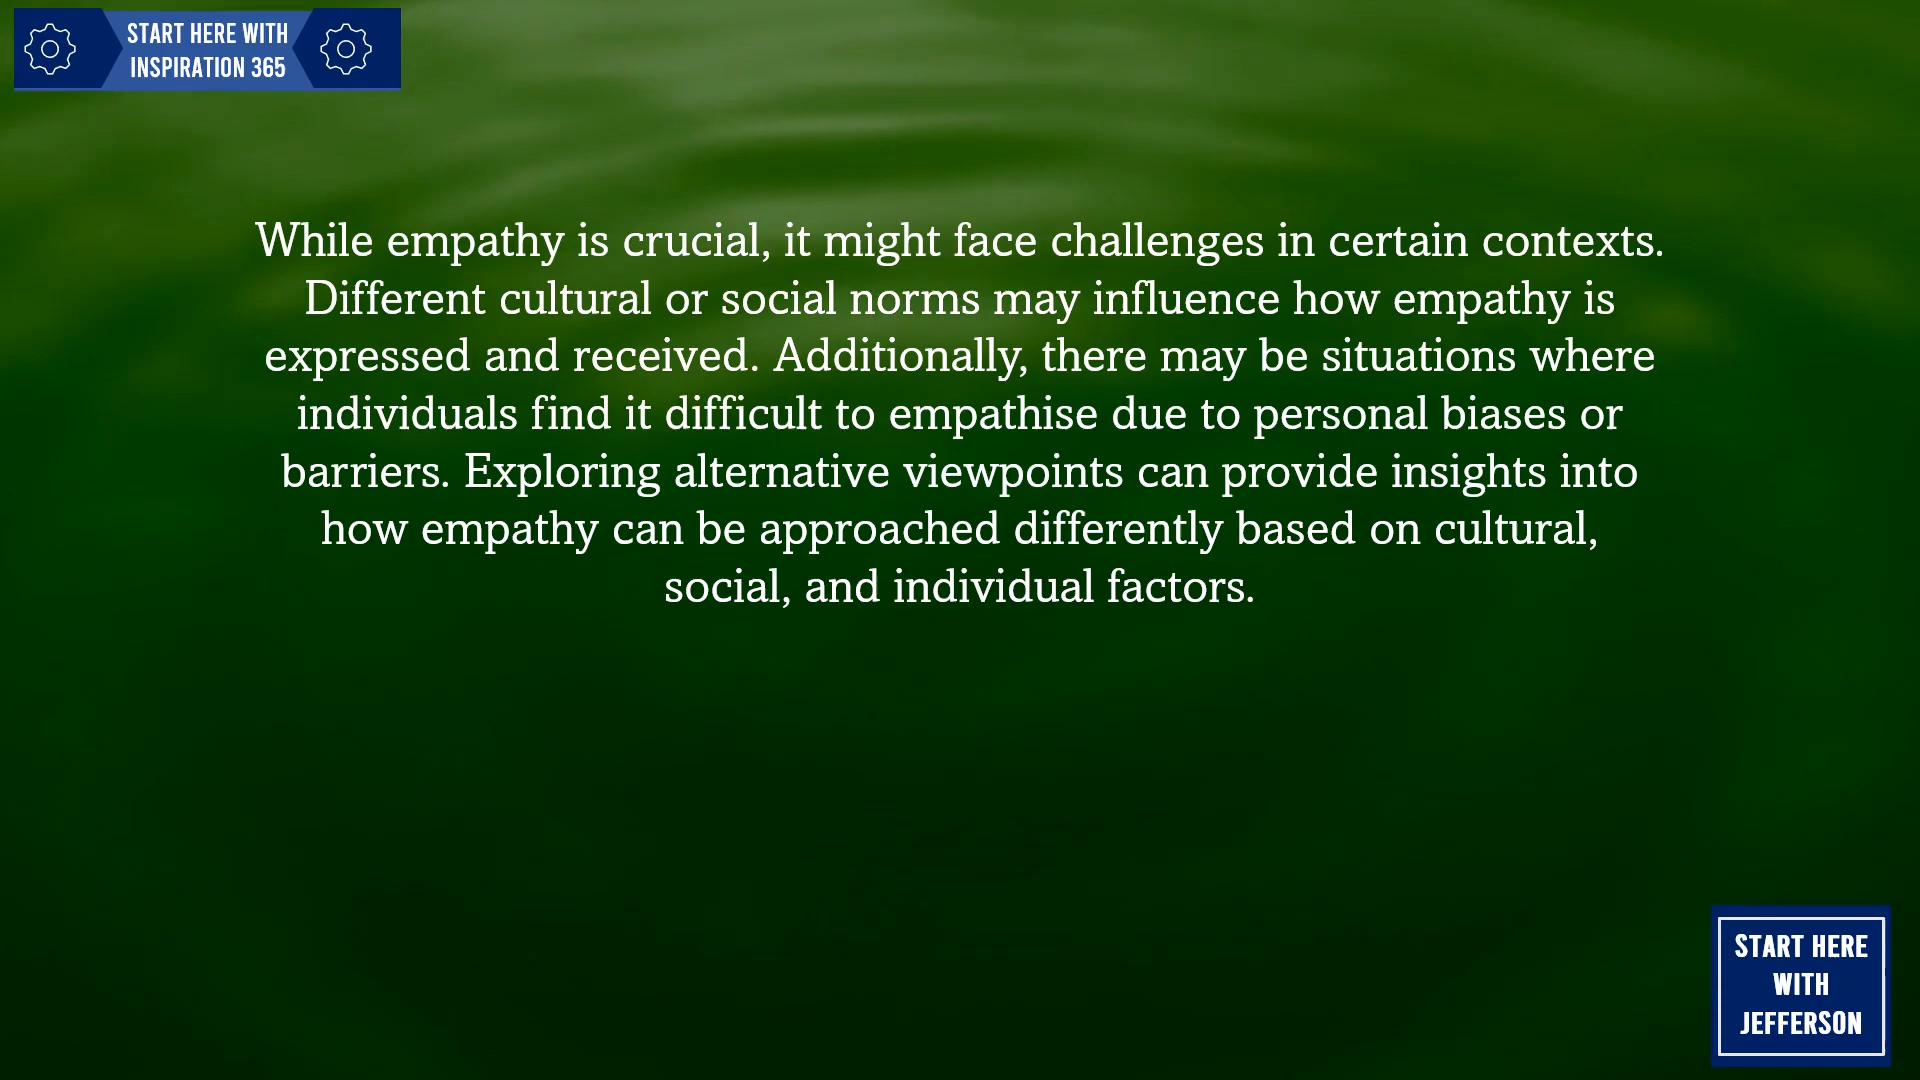 START HERE WITH
INSPIRATION 365
While empathy is crucial, it might face challenges in certain contexts.
Different cultural or social norms may influence how empathy is
expressed and received. Additionally, there may be situations where
individuals find it difficult to empathise due to personal biases or
barriers. Exploring alternative viewpoints can provide insights into
how empathy can be approached differently based on cultural,
social, and individual factors.
START HERE
WITH
JEFFERSON